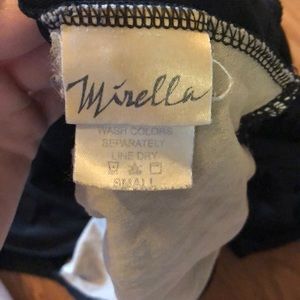 Mirella
WASH COLORS
SEPARATELY
LINE DRY
SMALL